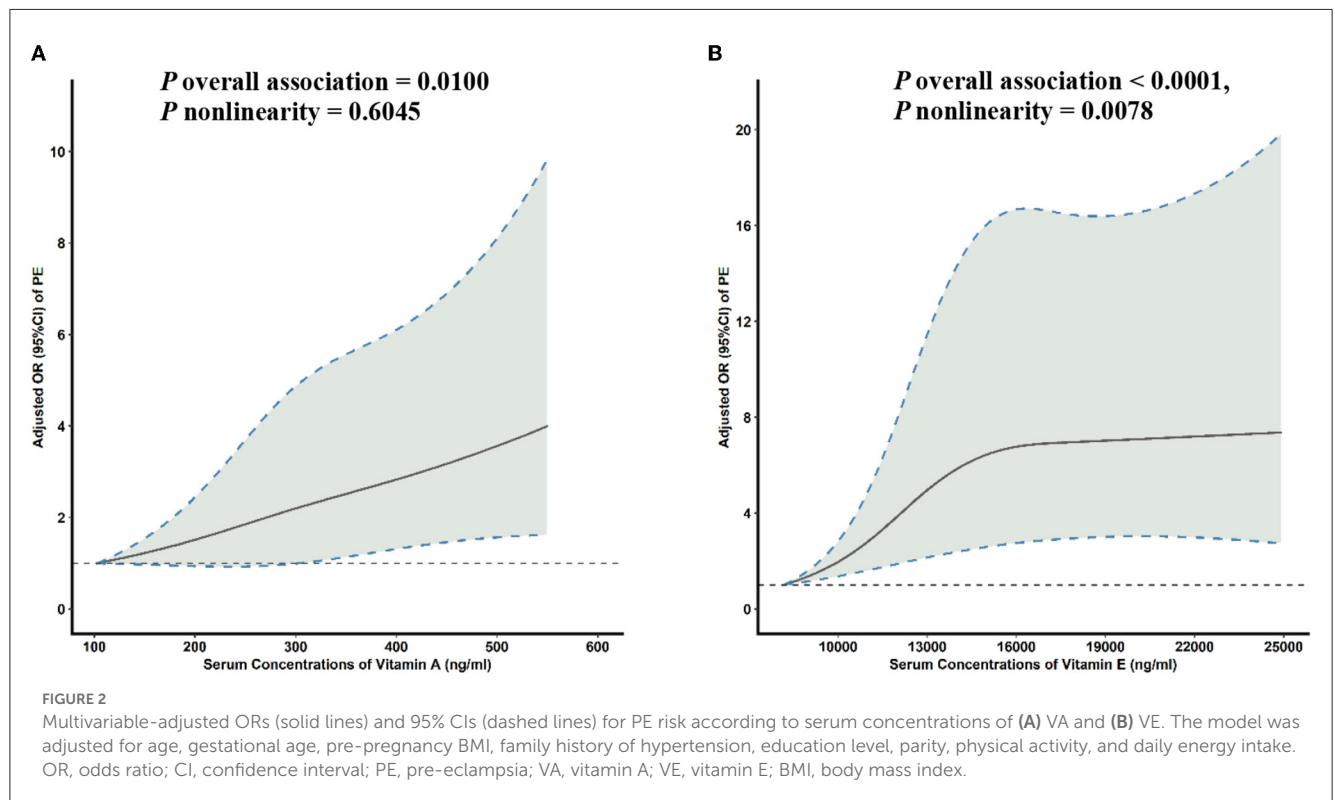 A
P overall association = 0.0100
P nonlinearity = 0.6045
10
8
6
4
2
0
Adjusted OR (95%CI) of PE
100 200 300 400 500 600
Serum Concentrations of Vitamin A (ng/ml)
B
P overall association < 0.0001,
P nonlinearity = 0.0078
20
16
12
8
4
0
Adjusted OR (95%CI) of PE
10000 13000 16000 19000 22000 25000
Serum Concentrations of Vitamin E (ng/ml)
FIGURE 2
Multivariable-adjusted ORs (solid lines) and 95% CIs (dashed lines) for PE risk according to serum concentrations of (A) VA and (B) VE. The model was
adjusted for age, gestational age, pre-pregnancy BMI, family history of hypertension, education level, parity, physical activity, and daily energy intake.
OR, odds ratio; CI, confidence interval; PE, pre-eclampsia; VA, vitamin A; VE, vitamin E; BMI, body mass index.